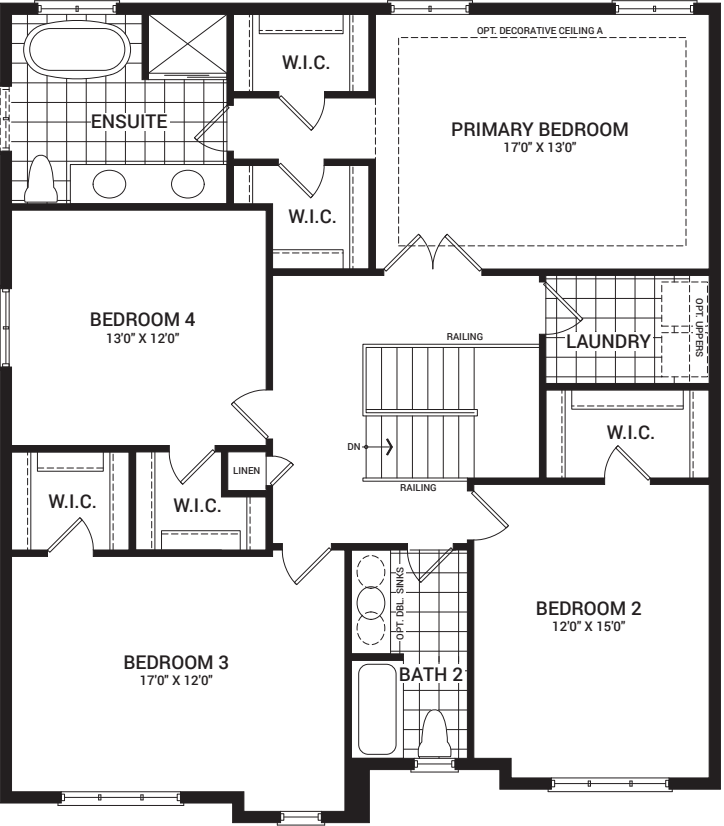 OPT. DECORATIVE CEILING A
W.I.C.
ENSUITE
PRIMARY BEDROOM
17'0" X 13'0"
W.I.C.
BEDROOM 4
13'0" X 12'0"
RAILING
LAUNDRY
OPT. UPPERS
W.I.C.
DN
LINEN
RAILING
W.I.C.
W.I.C.
OPT. DBL. SINKS
BEDROOM 2
12'0" X 15'0"
BEDROOM 3
17'0" X 12'0"
BATH 2